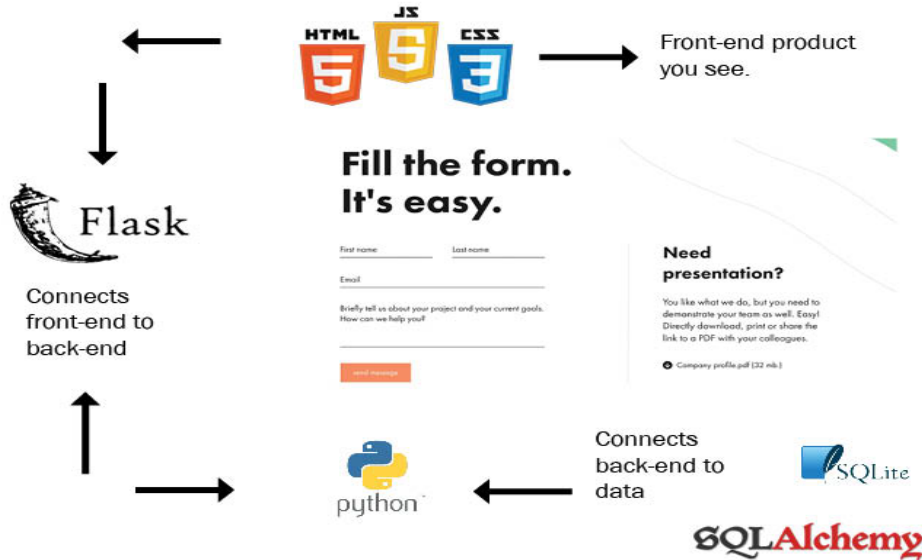 HTML
JS
CSS
5
5
3
Front-end product
you see.
Fill the form.
It's easy.
First name
Last name
Email
Briefly tell us about your project and your current goals.
How can we help you?
send message
Need
presentation?
You like what we do, but you need to
demonstrate your team as well. Easy!
Directly download, print or share the
link to a PDF with your colleagues.
Company profile.pdf (32 mb.)
Flask
Connects
front-end to
back-end
python
Connects
back-end to
data
SQLite
SQLAlchemy